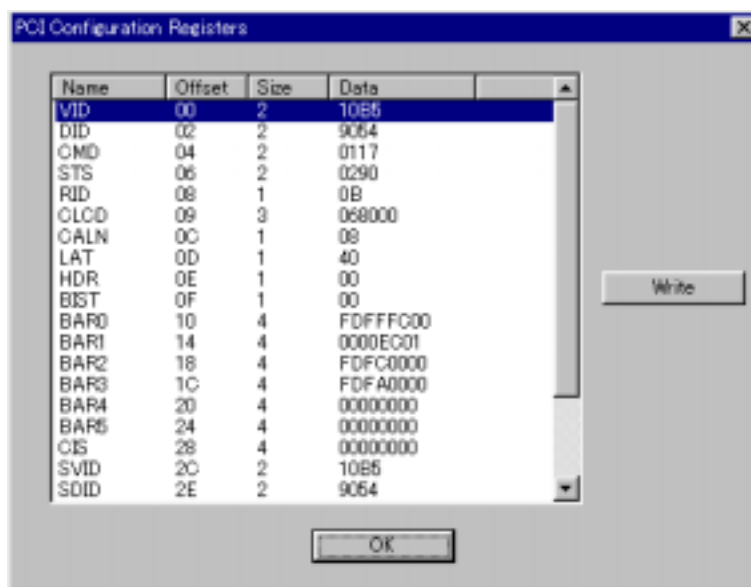 PCI Configuration Registers
Name Offset Size Data
VID 00 2 10B5
DID 02 2 9054
CMD 04 2 0117
STS 06 2 0290
RID 08 1 0B
CLCD 09 3 068000
CALN 0C 1 08
LAT 0D 1 40
HDR 0E 1 00
BIST 0F 1 00
Write
BAR0 10 4 FDFFFC00
BAR1 14 4 0000EC01
BAR2 18 4 FDFC0000
BAR3 1C 4 FDFA0000
BAR4 20 4 00000000
BAR5 24 4 00000000
CIS 28 4 00000000
SVID 2C 2 10B5
SDID 2E 2 9054
OK